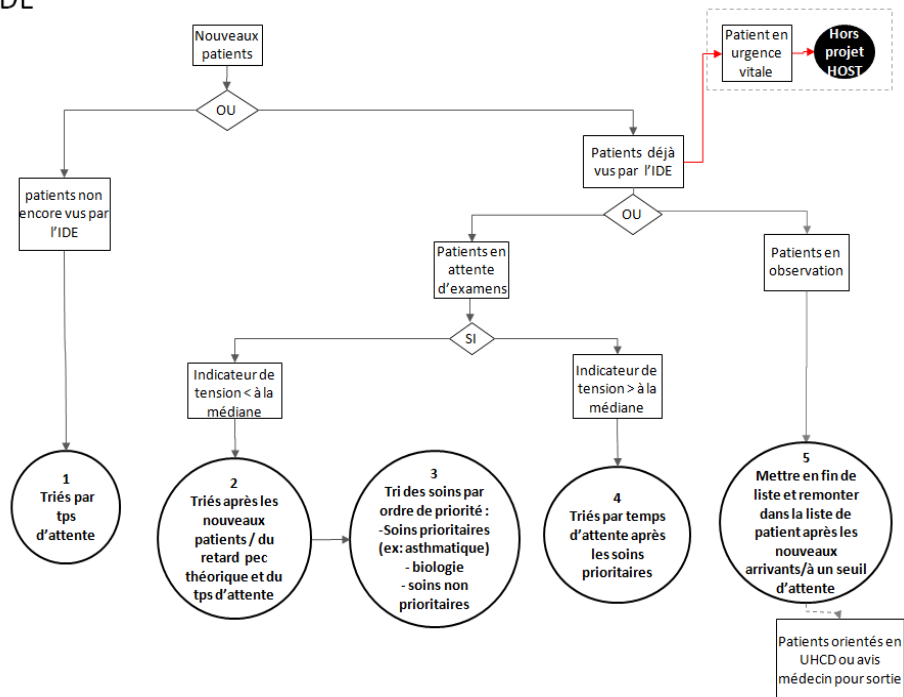 DE
Nouveaux
patients
Patient en
urgence
vitale
Hors
projet
HOST
OU
Patients déjà
vus par l'IDE
patients non
encore vus par
l'IDE
OU
Patients en
attente
d'examens
Patients en
observation
SI
Indicateur de
tension < à la
médiane
Indicateur de
tension > à la
médiane
1
Triés par
tps
d'attente
2
Triés après les
nouveaux
patients / du
retard pec
théorique et du
tps d'attente
3
Tri des soins par
ordre de priorité :
-Soins prioritaires
(ex: asthmatique)
- biologie
- soins non
prioritaires
4
Triés par temps
d'attente après
les soins
prioritaires
5
Mettre en fin de
liste et remonter
dans la liste de
patient après les
nouveaux
arrivants/à un seuil
d'attente
Patients orientés en
UHCD ou avis
médecin pour sortie